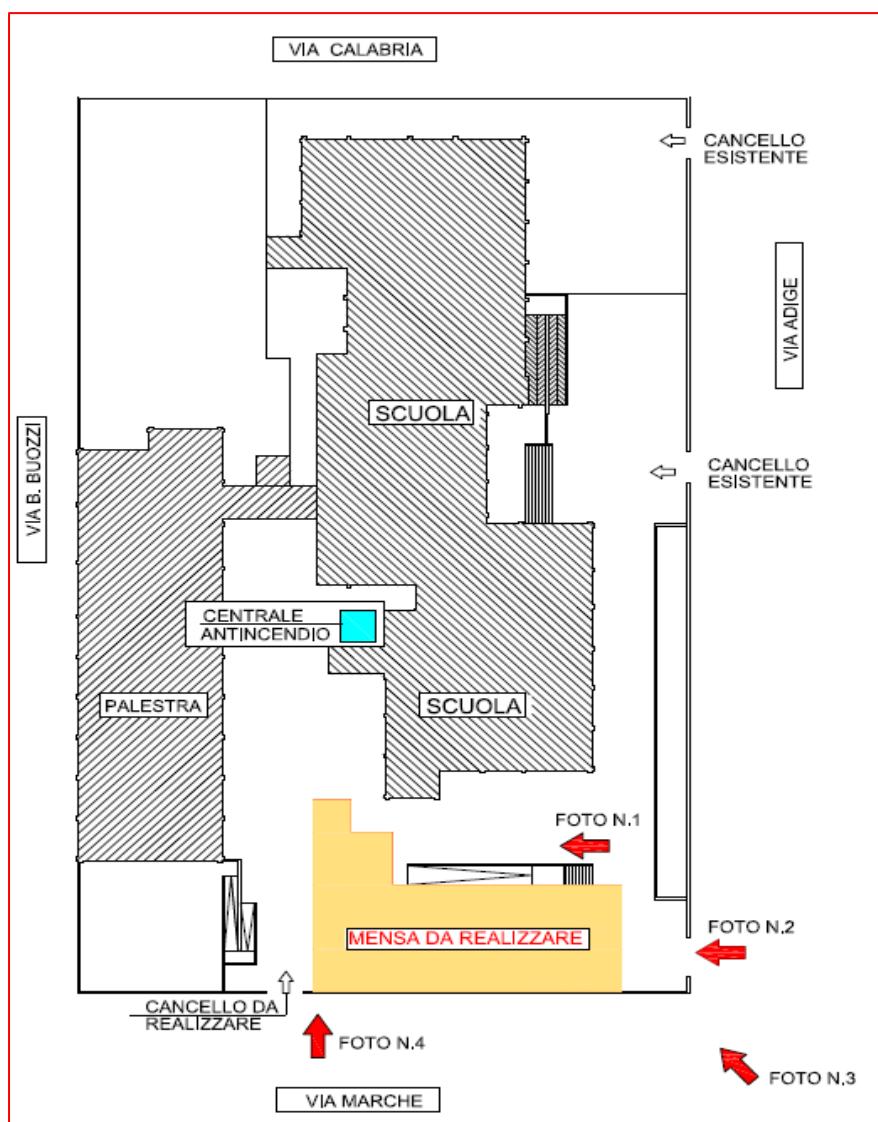 VIA CALABRIA
CANCELLO
ESISTENTE
VIA ADIGE
SCUOLA
VIA B. BUOZZI
CANCELLO
ESISTENTE
CENTRALE
ANTINCENDIO
PALESTRA
SCUOLA
FOTO N.1
FOTO N.2
MENSA DA REALIZZARE
CANCELLO DA
REALIZZARE
FOTO N.4
FOTO N.3
VIA MARCHE